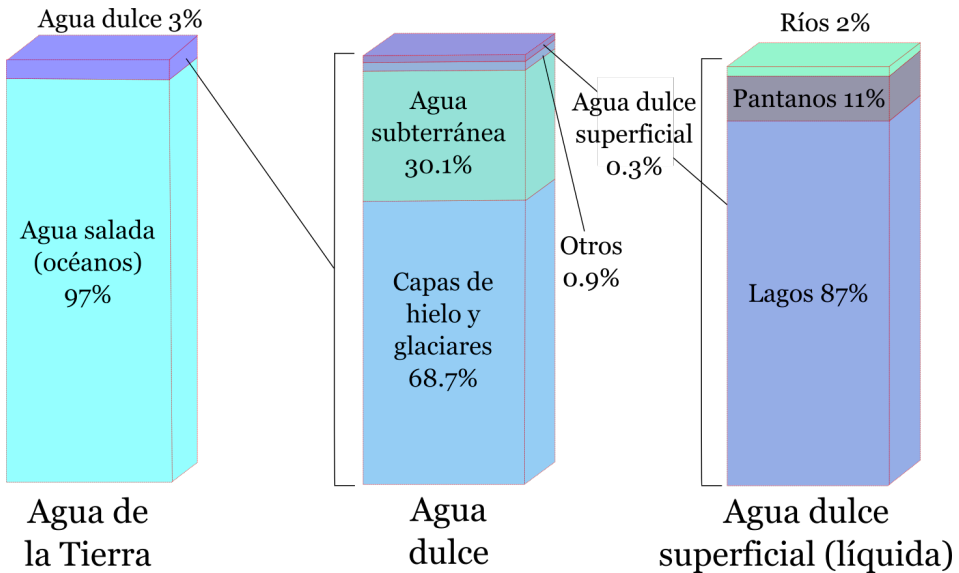 Agua dulce 3%
Agua salada
(océanos)
97%
Agua de
la Tierra
Agua
subterránea
30.1%
Capas de
hielo y
glaciares
68.7%
Agua
dulce
Agua dulce
superficial
0.3%
Otros
0.9%
Ríos 2%
Pantanos 11%
Lagos 87%
Agua dulce
superficial (líquida)